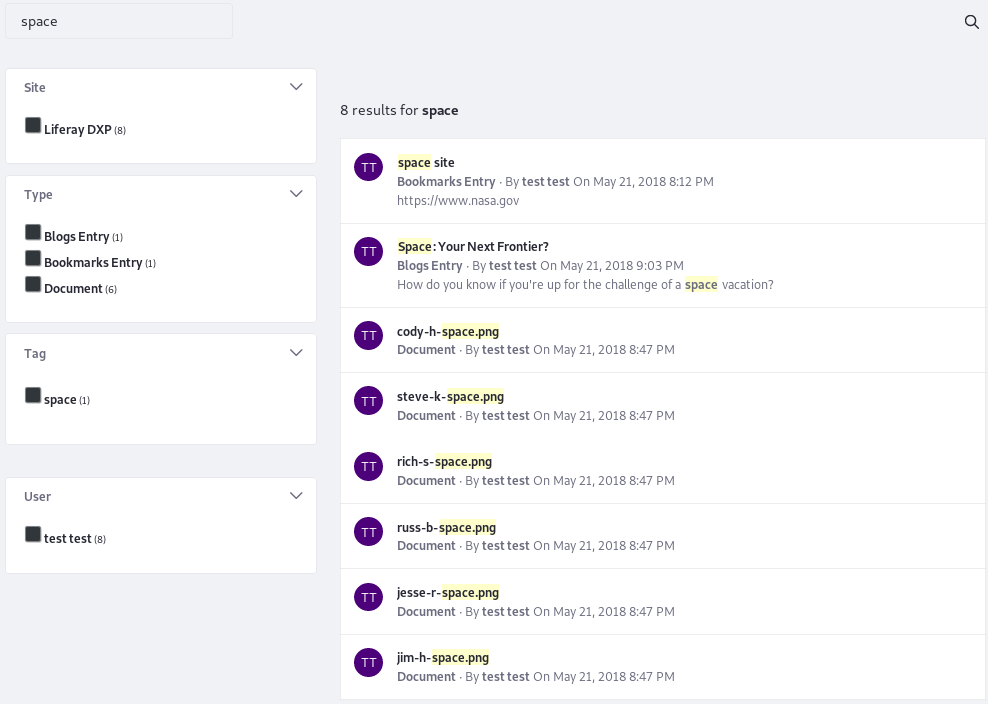 space
Site
Liferay DXP (8)
Type
Blogs Entry (1)
Bookmarks Entry (1)
Document (6)
Tag
space (1)
User
test test (8)
8 results for space
TT
space site
Bookmarks Entry · By test test On May 21, 2018 8:12 PM
https://www.nasa.gov
TT
Space: Your Next Frontier?
Blogs Entry · By test test On May 21, 2018 9:03 PM
How do you know if you're up for the challenge of a space vacation?
TT
cody-h-space.png
Document · By test test On May 21, 2018 8:47 PM
TT
steve-k-space.png
Document · By test test On May 21, 2018 8:47 PM
TT
rich-s-space.png
Document · By test test On May 21, 2018 8:47 PM
TT
russ-b-space.png
Document · By test test On May 21, 2018 8:47 PM
TT
jesse-r-space.png
Document · By test test On May 21, 2018 8:47 PM
TT
jim-h-space.png
Document · By test test On May 21, 2018 8:47 PM